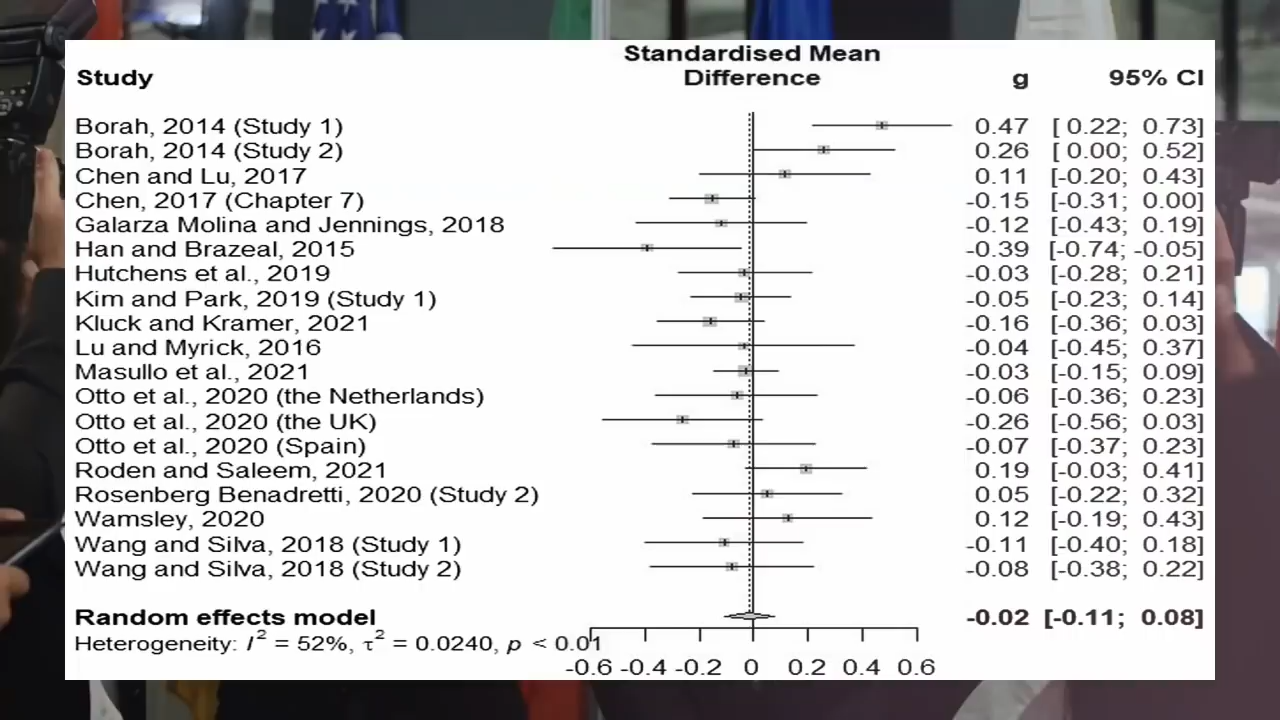 Standardised Mean
Study Difference g 95% CI
Borah, 2014 (Study 1) 0.47 [ 0.22; 0.73]
Borah, 2014 (Study 2) 0.26 [ 0.00; 0.52]
Chen and Lu, 2017 0.11 [-0.20; 0.43]
Chen, 2017 (Chapter 7) -0.15 [-0.31; 0.00]
Galarza Molina and Jennings, 2018 -0.12 [-0.43; 0.19]
Han and Brazeal, 2015 -0.39 [-0.74; -0.05]
Hutchens et al., 2019 -0.03 [-0.28; 0.21]
Kim and Park, 2019 (Study 1) -0.05 [-0.23; 0.14]
Kluck and Kramer, 2021 -0.16 [-0.36; 0.03]
Lu and Myrick, 2016 -0.04 [-0.45; 0.37]
Masullo et al., 2021 -0.03 [-0.15; 0.09]
Otto et al., 2020 (the Netherlands) -0.06 [-0.36; 0.23]
Otto et al., 2020 (the UK) -0.26 [-0.56; 0.03]
Otto et al., 2020 (Spain) -0.07 [-0.37; 0.23]
Roden and Saleem, 2021 0.19 [-0.03; 0.41]
Rosenberg Benadretti, 2020 (Study 2) 0.05 [-0.22; 0.32]
Wamsley, 2020 0.12 [-0.19; 0.43]
Wang and Silva, 2018 (Study 1) -0.11 [-0.40; 0.18]
Wang and Silva, 2018 (Study 2) -0.08 [-0.38; 0.22]
Random effects model -0.02 [-0.11; 0.08]
Heterogeneity: I² = 52%, τ² = 0.0240, p < 0.01
-0.6 -0.4 -0.2 0 0.2 0.4 0.6